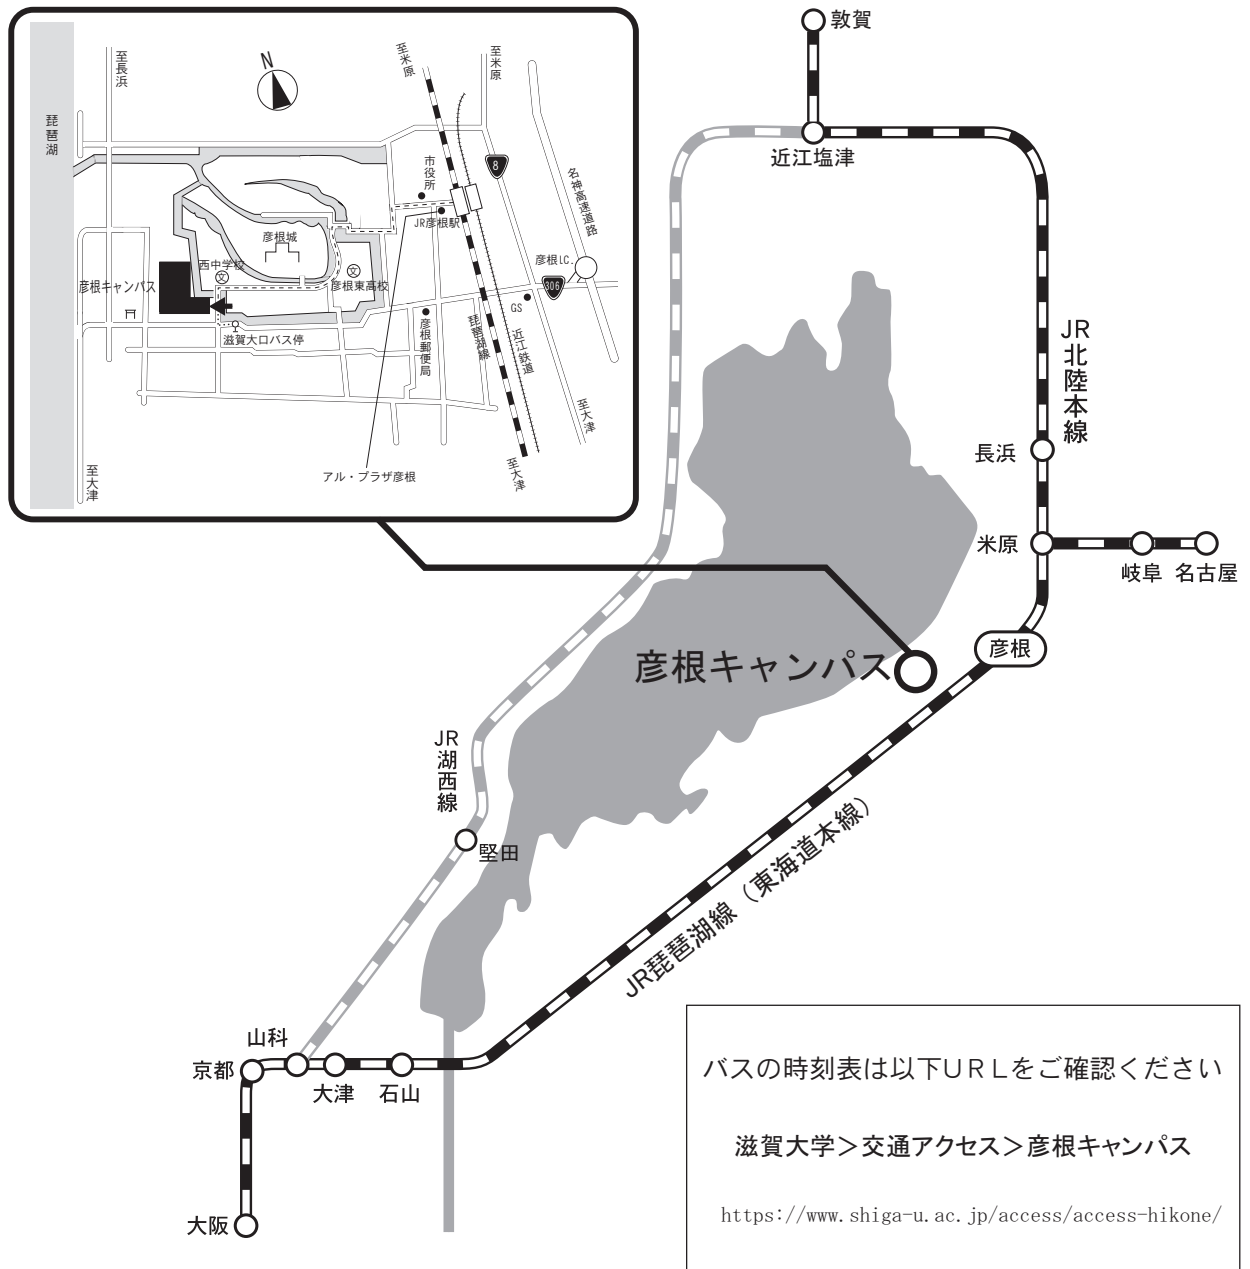 至長浜
琵琶湖
N
至米原
至米原
8
市役所
名神高速道路
JR彦根駅
彦根城
西中学校
文
文
彦根東高校
彦根I.C.
306
彦根キャンパス
GS
滋賀大口バス停
彦根郵便局
琵琶湖線
近江鉄道
至大津
至大津
至大津
アル・プラザ彦根
敦賀
近江塩津
JR北陸本線
長浜
米原
岐阜
名古屋
彦根
彦根キャンパス
JR湖西線
堅田
JR琵琶湖線（東海道本線）
山科
京都
大津
石山
大阪
バスの時刻表は以下ＵＲＬをご確認ください
滋賀大学＞交通アクセス＞彦根キャンパス
https://www.shiga-u.ac.jp/access/access-hikone/